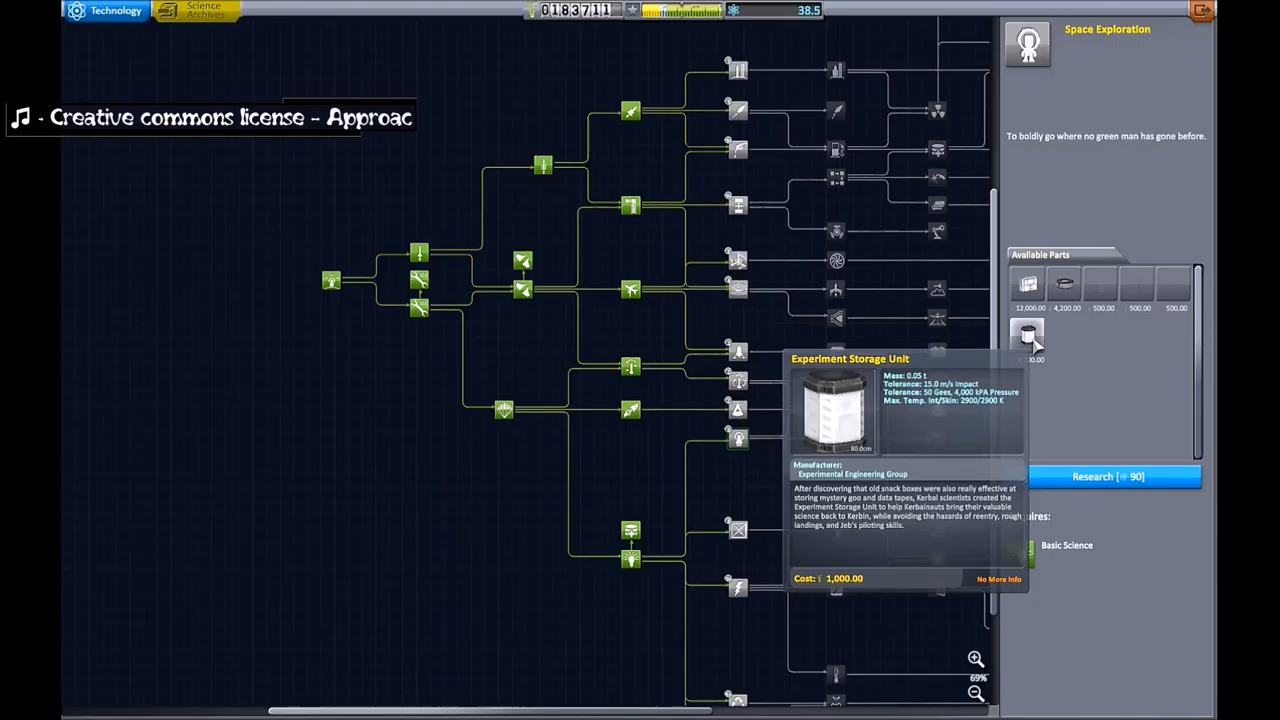 Technology
Science
Archives
0183711
38.5
Space Exploration
♫ - Creative commons license - Approac
To boldly go where no green man has gone before.
Available Parts
12,000.00 4,200.00 500.00 500.00 500.00
Experiment Storage Unit
Mass: 0.05 t
Tolerance: 15.0 m/s Impact
Tolerance: 50 Gees, 4,000 kPa Pressure
Max. Temp. Int/Skin: 2900/2900 K
80.0cm
Manufacturer:
Experimental Engineering Group
Research [ 90]
After discovering that old snack boxes were also really effective at
storing mystery goo and data tapes, Kerbal scientists created the
Experiment Storage Unit to help Kerbalnauts bring their valuable
science back to Kerbin, while avoiding the hazards of reentry, rough
landings, and Jeb's piloting skills.
Basic Science
Cost: 1,000.00
No More Info
69%